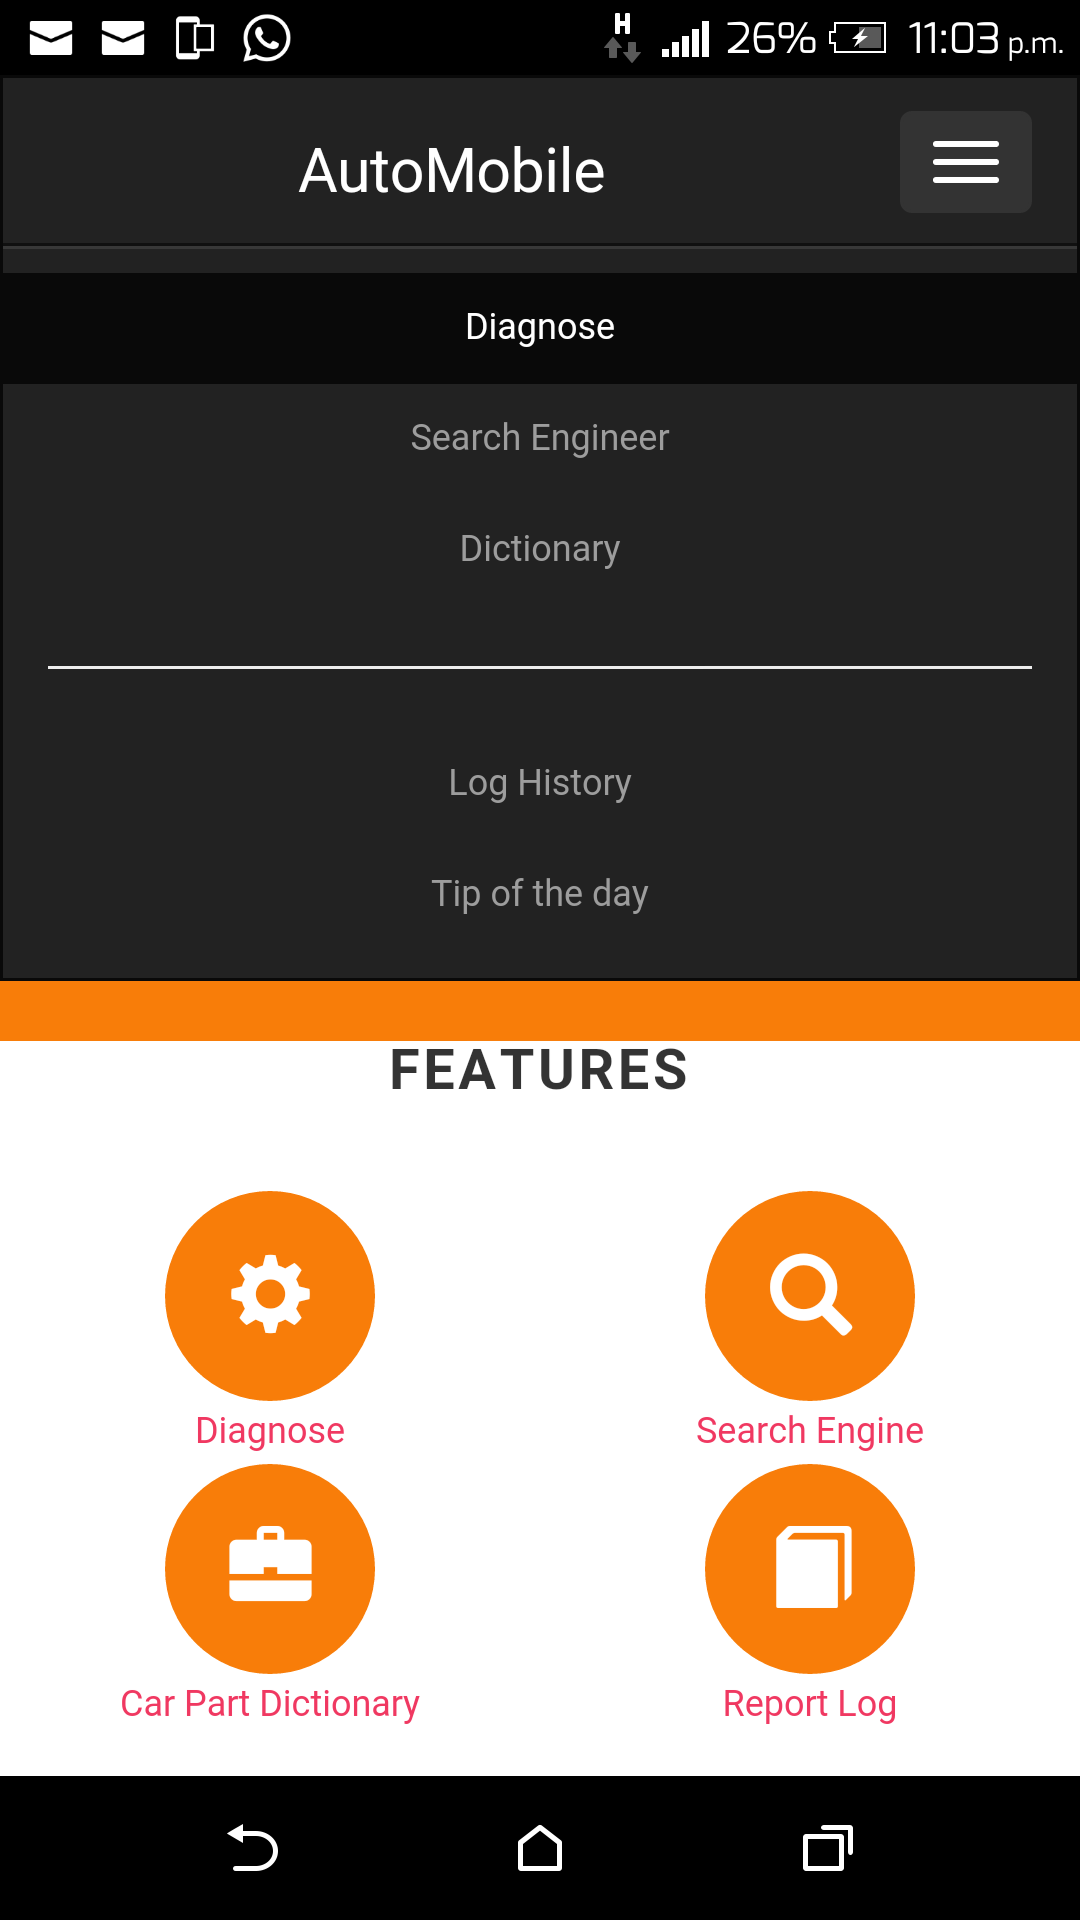 H 26% 11:03 p.m.
AutoMobile
Diagnose
Search Engineer
Dictionary
Log History
Tip of the day
FEATURES
Diagnose Search Engine
Car Part Dictionary Report Log